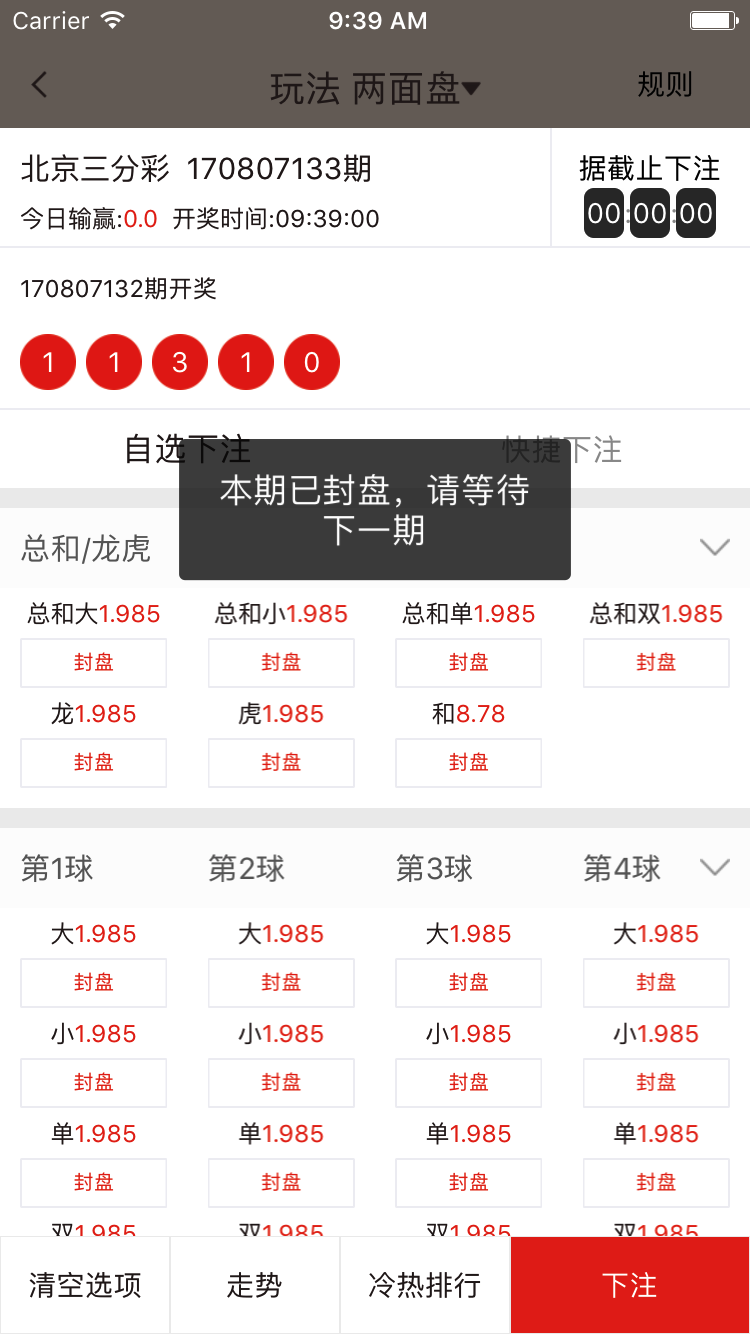 Carrier 9:39 AM
玩法 两面盘 规则
北京三分彩 170807133期
据截止下注
今日输赢:0.0 开奖时间:09:39:00
00:00:00
170807132期开奖
1 1 3 1 0
自选下注 快捷下注
本期已封盘，请等待
下一期
总和/龙虎
总和大1.985 总和小1.985 总和单1.985 总和双1.985
封盘 封盘 封盘 封盘
龙1.985 虎1.985 和8.78
封盘 封盘 封盘
第1球 第2球 第3球 第4球
大1.985 大1.985 大1.985 大1.985
封盘 封盘 封盘 封盘
小1.985 小1.985 小1.985 小1.985
封盘 封盘 封盘 封盘
单1.985 单1.985 单1.985 单1.985
封盘 封盘 封盘 封盘
双1.985 双1.985 双1.985 双1.985
清空选项 走势 冷热排行 下注